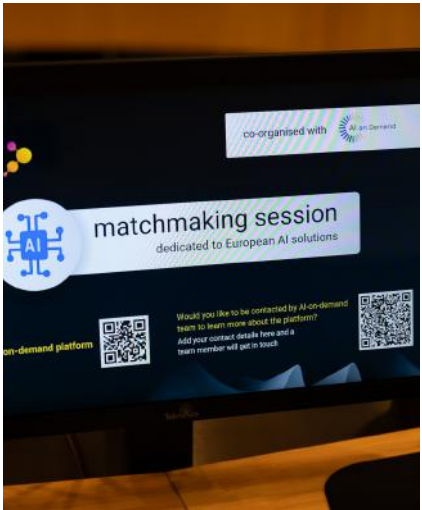 co-organised with
AI on Demand
AI
matchmaking session
dedicated to European AI solutions
on-demand platform
Would you like to be contacted by AI-on-demand
team to learn more about the platform?
Add your contact details here and a
team member will get in touch